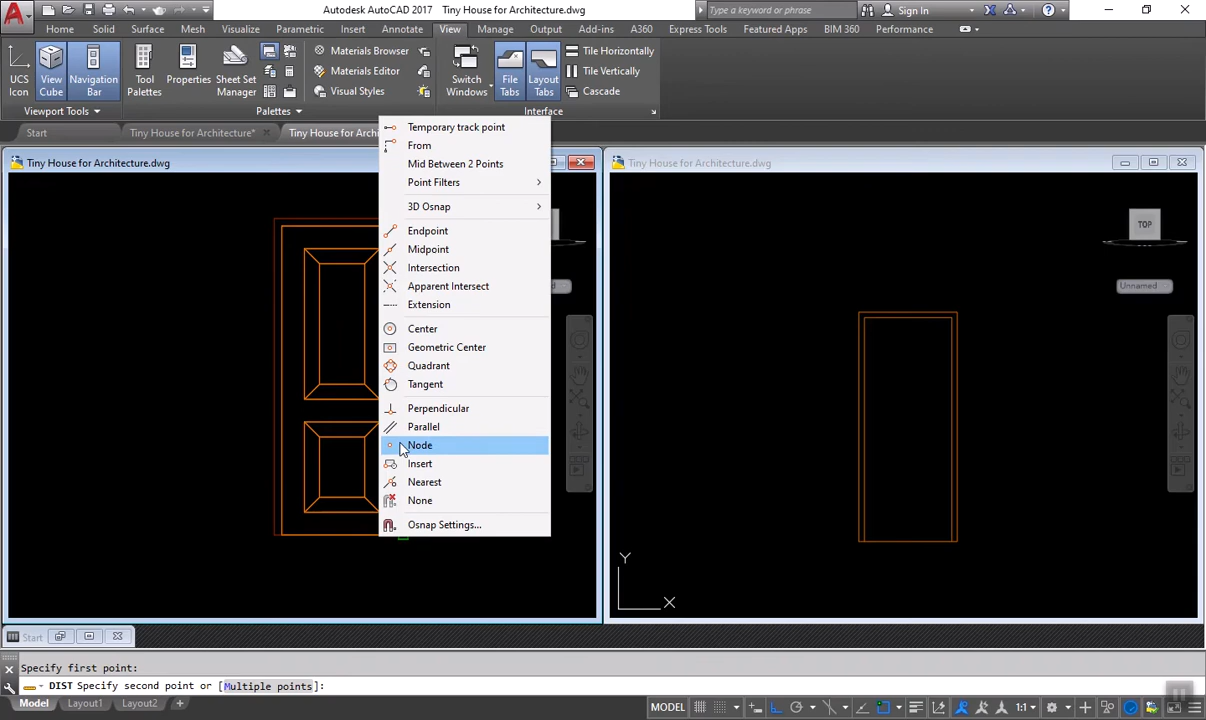 Autodesk AutoCAD 2017 Tiny House for Architecture.dwg
Type a keyword or phrase
Sign In
Home Solid Surface Mesh Visualize Parametric Insert Annotate View Manage Output Add-ins A360 Express Tools Featured Apps BIM 360 Performance
UCS Icon
View Cube
Navigation Bar
Tool Palettes
Properties
Sheet Set Manager
Materials Browser
Materials Editor
Visual Styles
Switch Windows
File Tabs
Layout Tabs
Tile Horizontally
Tile Vertically
Cascade
Viewport Tools
Palettes
Interface
Start
Tiny House for Architecture*
Tiny House for Archi
Tiny House for Architecture.dwg
Tiny House for Architecture.dwg
Temporary track point
From
Mid Between 2 Points
Point Filters
3D Osnap
Endpoint
Midpoint
Intersection
Apparent Intersect
Extension
Center
Geometric Center
Quadrant
Tangent
Perpendicular
Parallel
Node
Insert
Nearest
None
Osnap Settings...
TOP
Unnamed
Y
X
Start
Specify first point:
DIST Specify second point or [Multiple points]:
Model Layout1 Layout2 +
MODEL
1:1